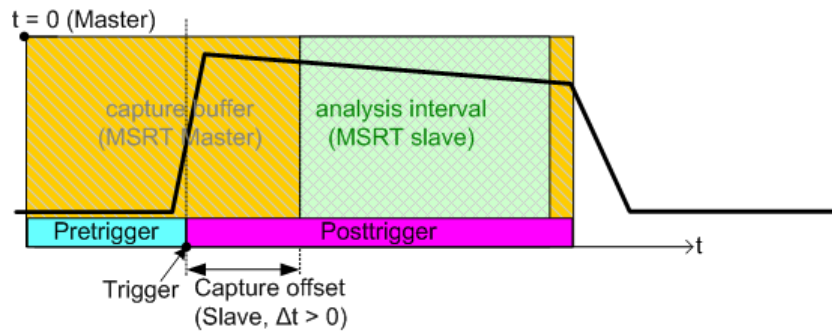 t = 0 (Master)
capture buffer
(MSRT Master)
analysis interval
(MSRT slave)
Pretrigger
Posttrigger
t
Trigger
Capture offset
(Slave, Δt > 0)